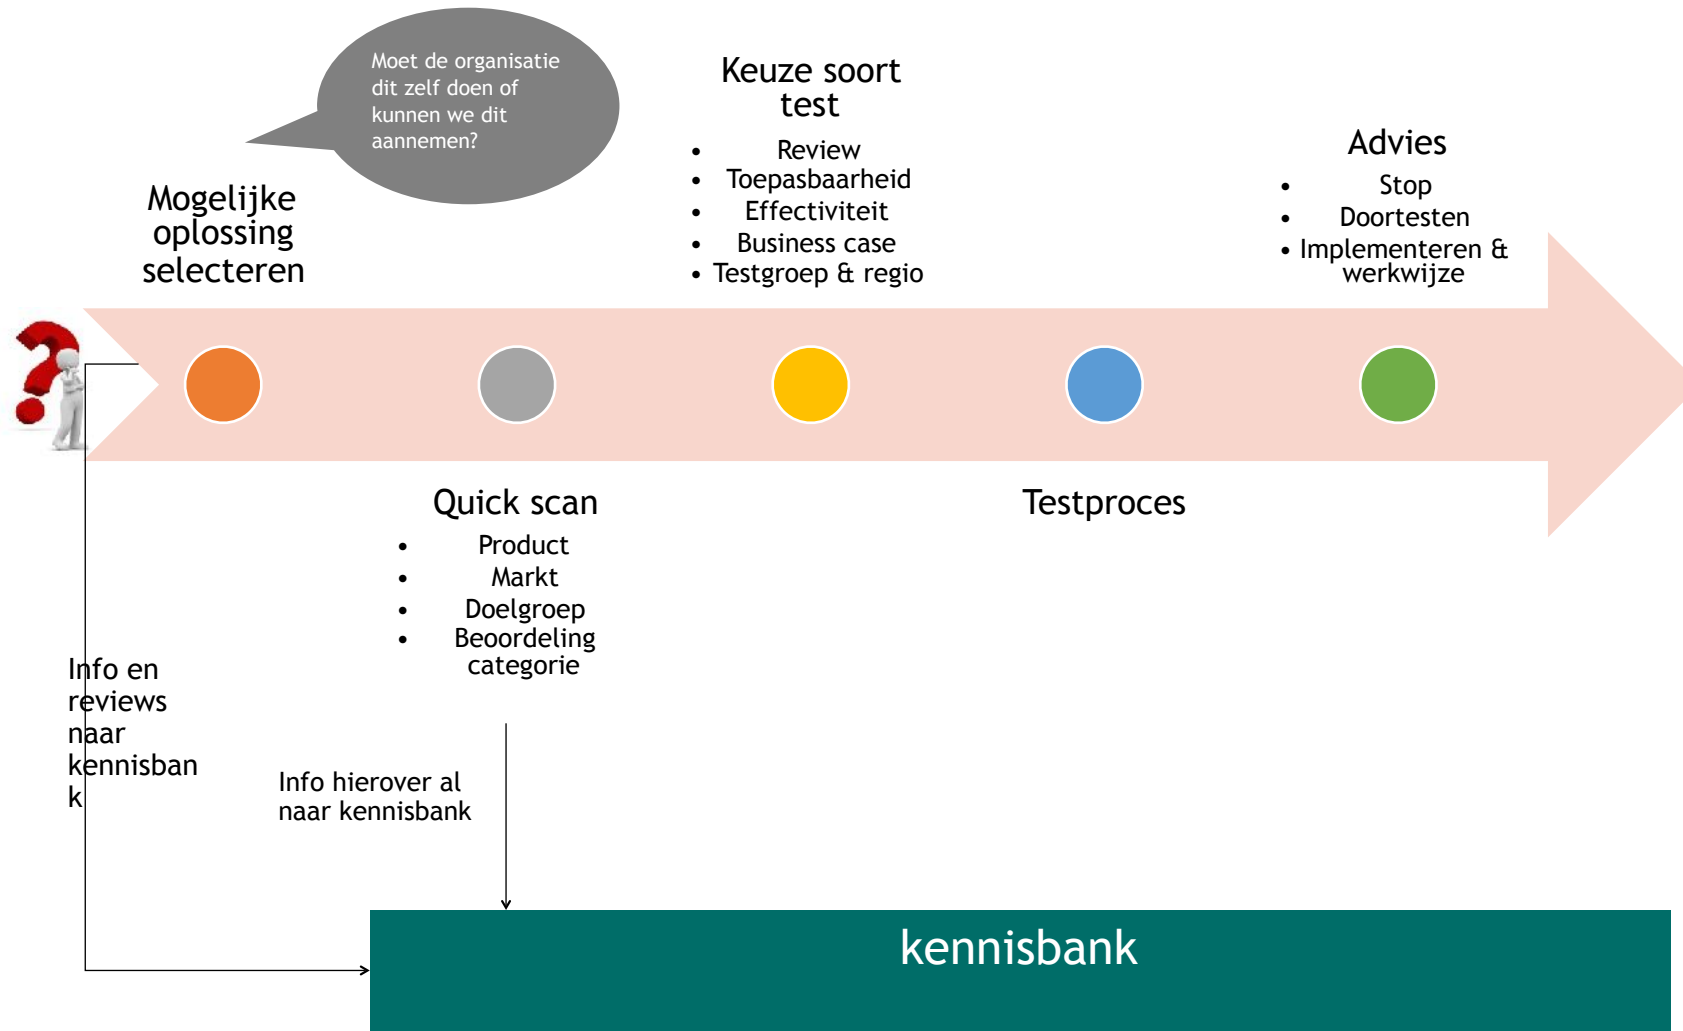 Moet de organisatie
dit zelf doen of
kunnen we dit
aannemen?
Mogelijke
oplossing
selecteren
Keuze soort
test
• Review
• Toepasbaarheid
• Effectiviteit
• Business case
• Testgroep & regio
Advies
• Stop
• Doortesten
• Implementeren &
werkwijze
Quick scan
• Product
• Markt
• Doelgroep
• Beoordeling
categorie
Testproces
Info en
reviews
naar
kennisban
k
Info hierover al
naar kennisbank
kennisbank